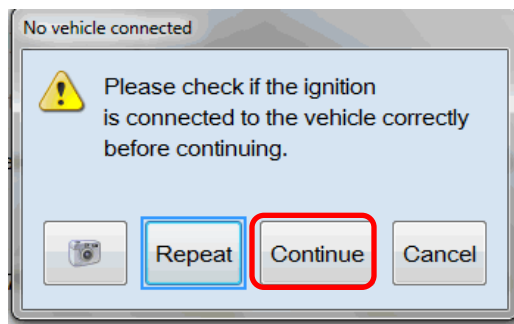 No vehicle connected
Please check if the ignition
is connected to the vehicle correctly
before continuing.
Repeat Continue Cancel